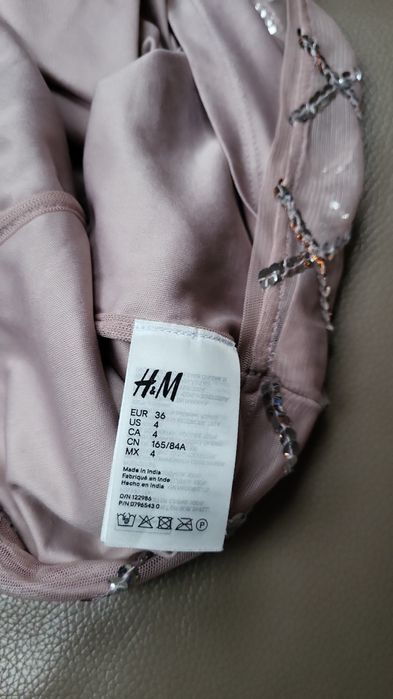 H&M
EUR 36
US 4
CA 4
CN 165/84A
MX 4
Made in India
Fabriqué en Inde
Hecho en India
O/N 122986
P/N 0796543 0
P